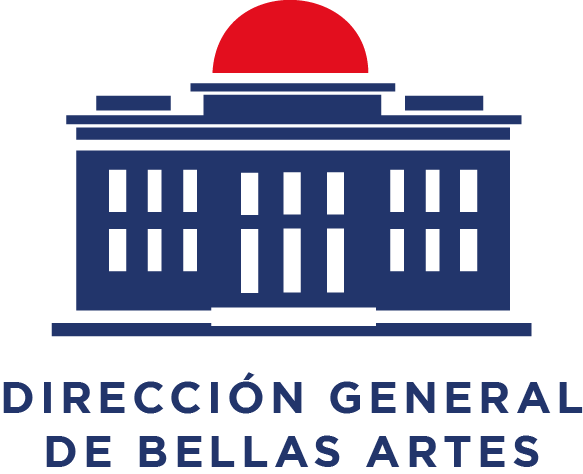 DIRECCIÓN GENERAL
DE BELLAS ARTES